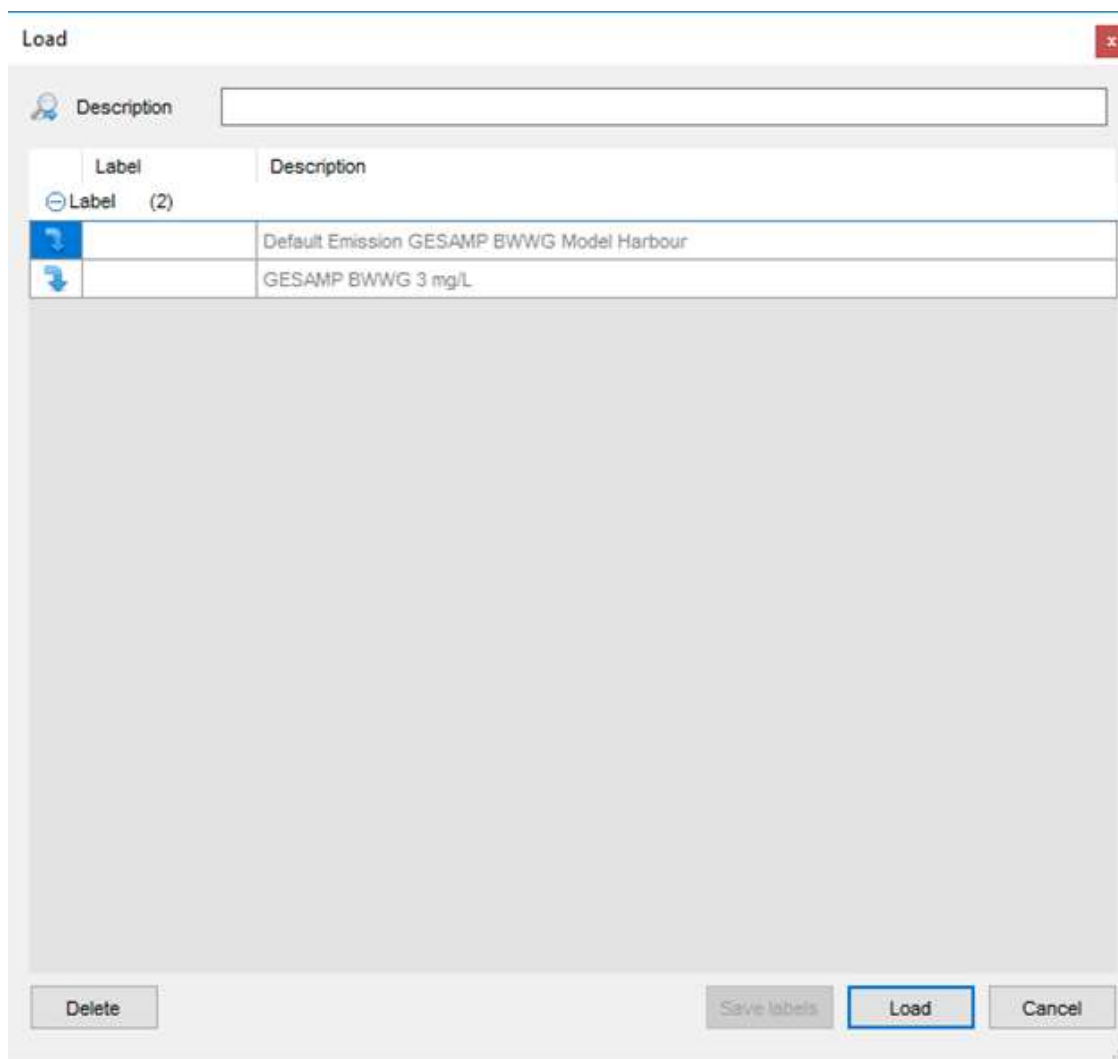 Load
x
Description
Label Description
Label (2)
Default Emission GESAMP BWWG Model Harbour
GESAMP BWWG 3 mg/L
Delete Save labels Load Cancel